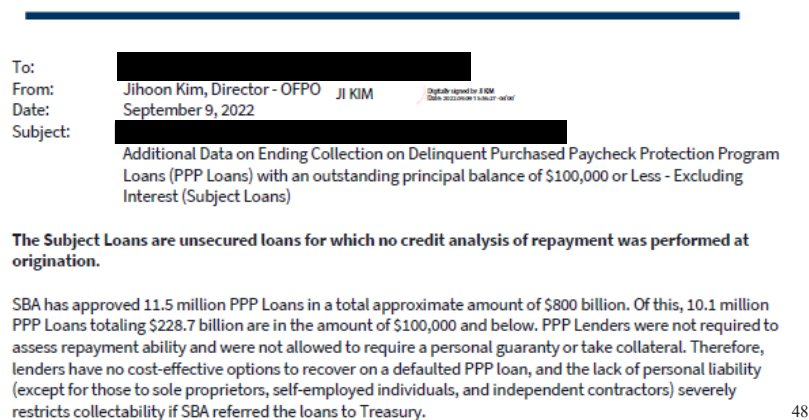 To:
From: Jihoon Kim, Director - OFPO JI KIM Digitally signed by JI KIM
Date: September 9, 2022
Subject:
Additional Data on Ending Collection on Delinquent Purchased Paycheck Protection Program
Loans (PPP Loans) with an outstanding principal balance of $100,000 or Less - Excluding
Interest (Subject Loans)
The Subject Loans are unsecured loans for which no credit analysis of repayment was performed at
origination.
SBA has approved 11.5 million PPP Loans in a total approximate amount of $800 billion. Of this, 10.1 million
PPP Loans totaling $228.7 billion are in the amount of $100,000 and below. PPP Lenders were not required to
assess repayment ability and were not allowed to require a personal guaranty or take collateral. Therefore,
lenders have no cost-effective options to recover on a defaulted PPP loan, and the lack of personal liability
(except for those to sole proprietors, self-employed individuals, and independent contractors) severely
restricts collectability if SBA referred the loans to Treasury.
48